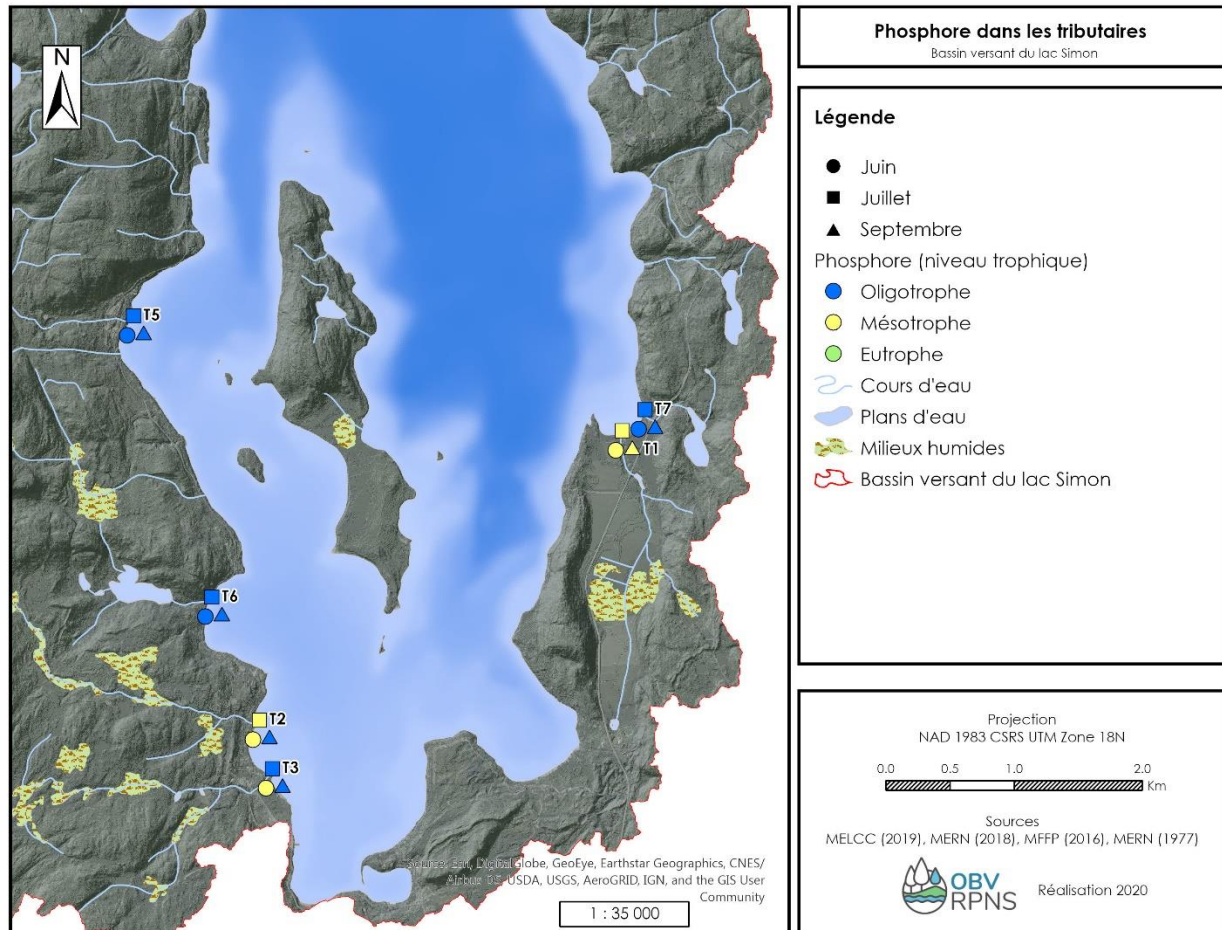 N
T5
T7
T1
T6
T2
T3
Earthstar Geographics, CNES/
USDA, USGS, AeroGRID, IGN, and the GIS User
Community
1 : 35 000
Phosphore dans les tributaires
Bassin versant du lac Simon
Légende
Juin
Juillet
Septembre
Phosphore (niveau trophique)
Oligotrophe
Mésotrophe
Eutrophe
Cours d'eau
Plans d'eau
Milieux humides
Bassin versant du lac Simon
Projection
NAD 1983 CSRS UTM Zone 18N
0.0 0.5 1.0 2.0
Km
Sources
MELCC (2019), MERN (2018), MFFP (2016), MERN (1977)
OBV
RPNS
Réalisation 2020